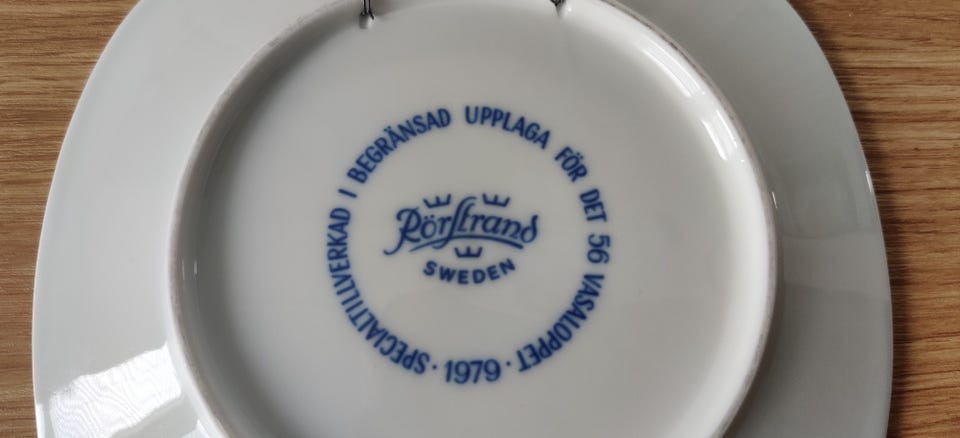 SPECIALTILLVERKAD I BEGRÄNSAD UPPLAGA FÖR DET 56 VASALOPPET · 1979 ·
Rörstrand
SWEDEN